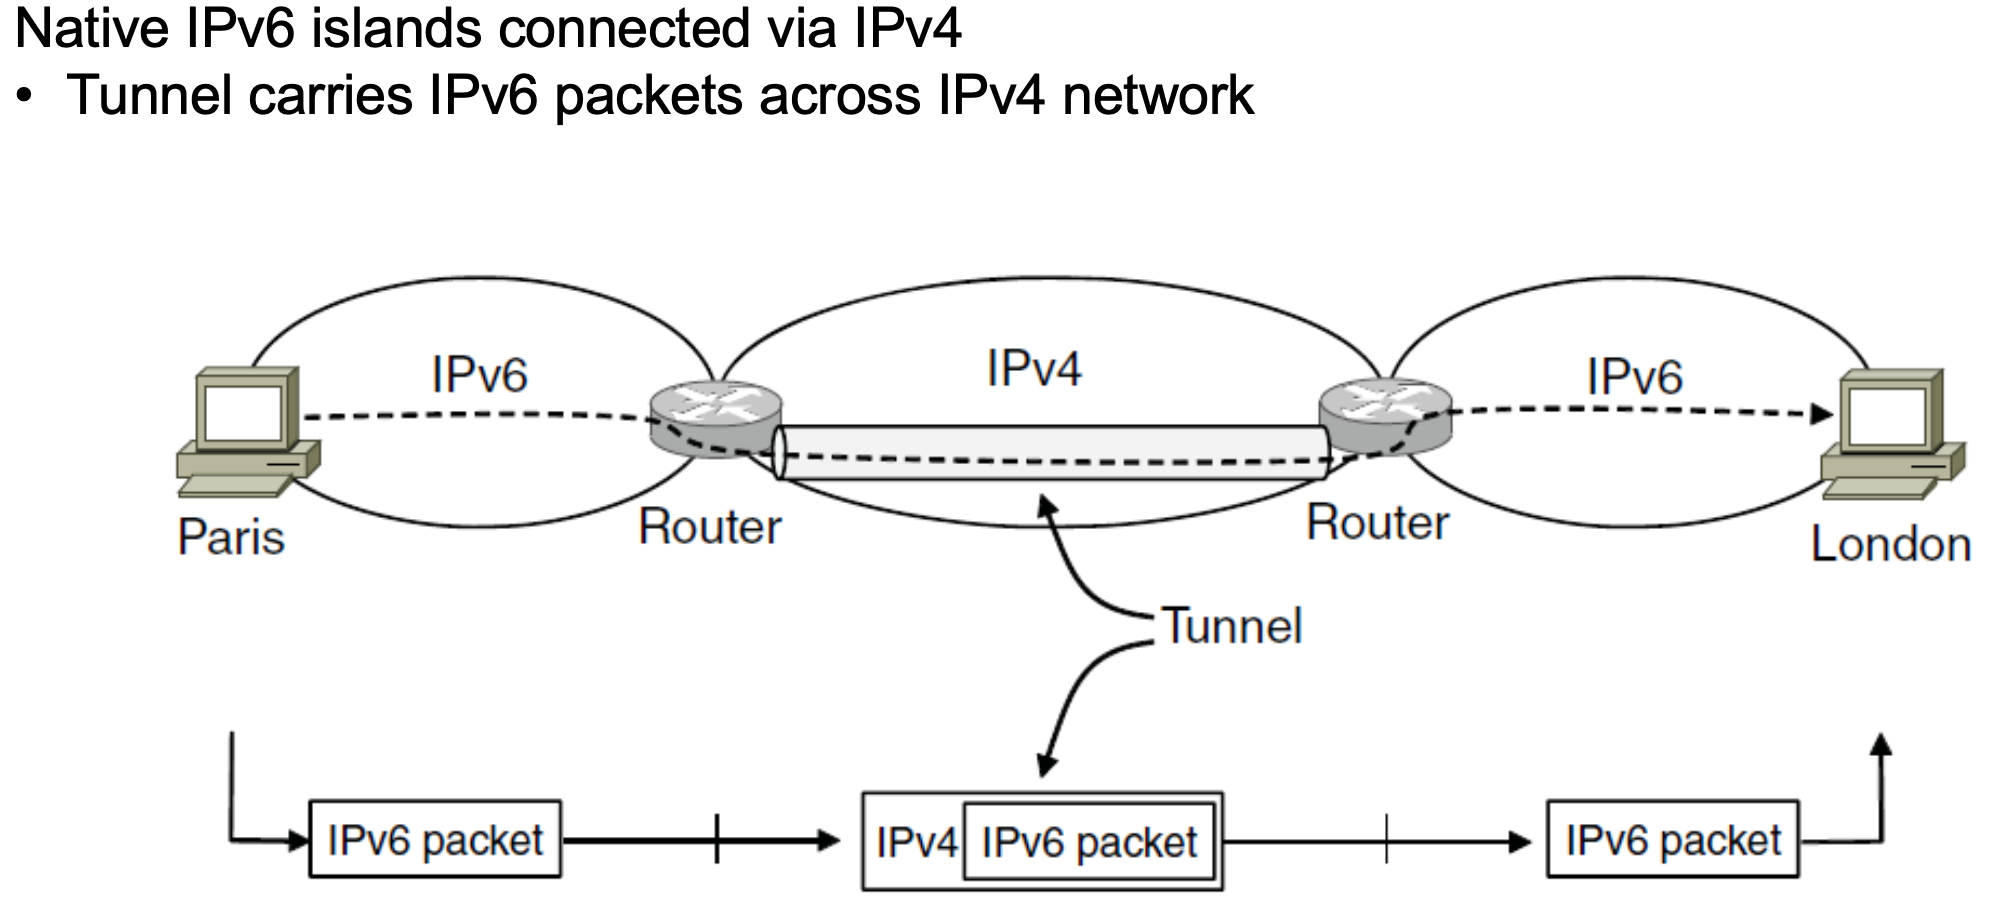 Native IPv6 islands connected via IPv4
• Tunnel carries IPv6 packets across IPv4 network
IPv6
IPv4
IPv6
Paris
Router
Router
London
Tunnel
IPv6 packet
IPv4 IPv6 packet
IPv6 packet